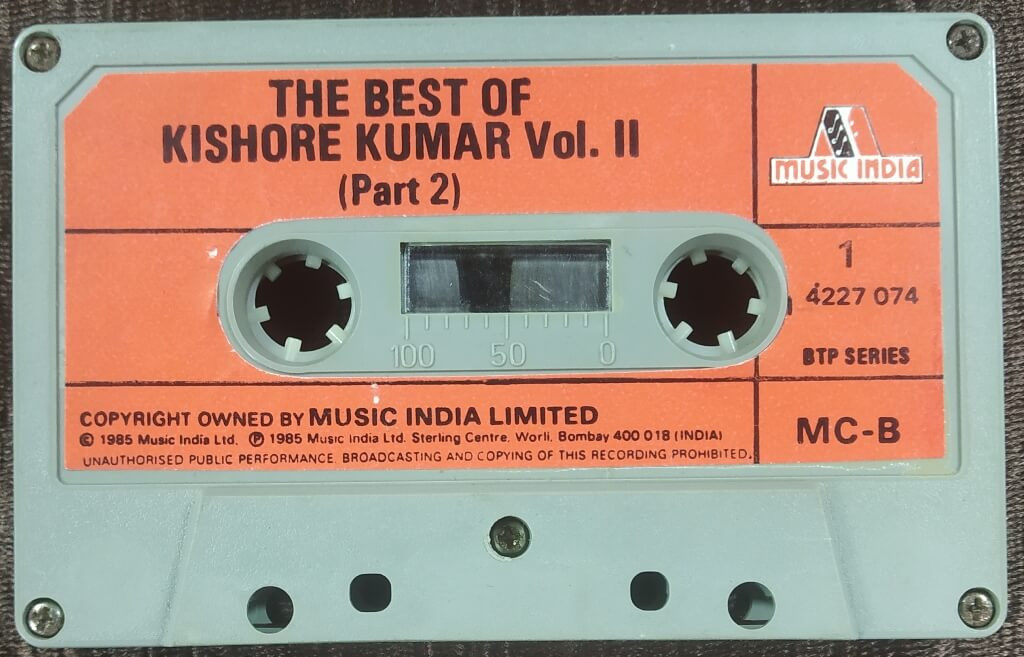 THE BEST OF
KISHORE KUMAR Vol. II
(Part 2)
MUSIC INDIA
1
4227 074
BTP SERIES
100 50 0
COPYRIGHT OWNED BY MUSIC INDIA LIMITED
© 1985 Music India Ltd. ℗ 1985 Music India Ltd. Sterling Centre, Worli, Bombay 400 018 (INDIA)
UNAUTHORISED PUBLIC PERFORMANCE, BROADCASTING AND COPYING OF THIS RECORDING PROHIBITED.
MC-B